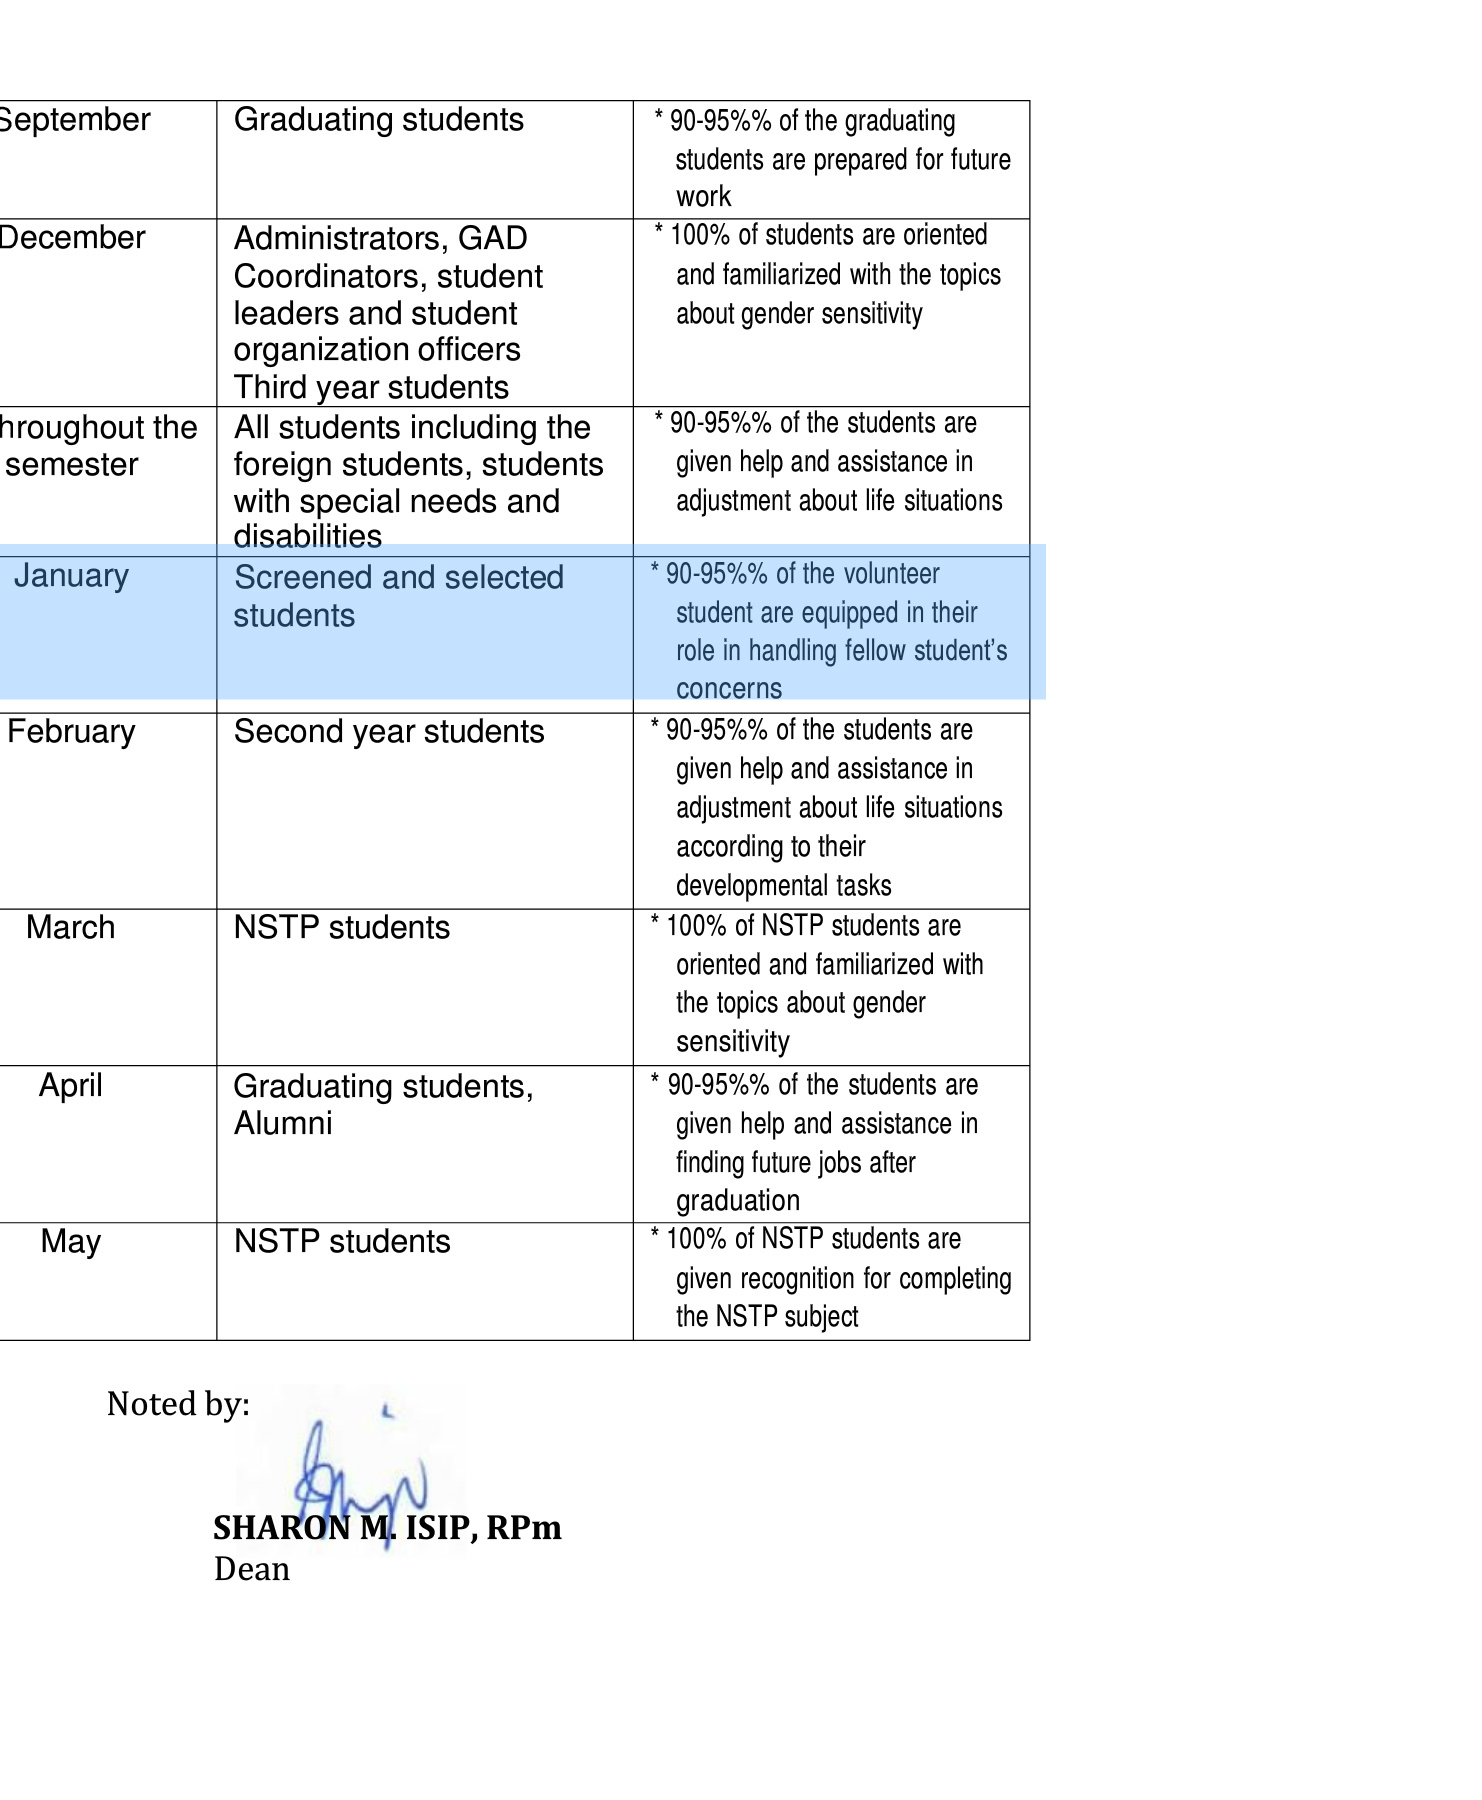 September
Graduating students
* 90-95%% of the graduating
students are prepared for future
work
December
Administrators, GAD
Coordinators, student
leaders and student
organization officers
Third year students
* 100% of students are oriented
and familiarized with the topics
about gender sensitivity
hroughout the
semester
All students including the
foreign students, students
with special needs and
disabilities
* 90-95%% of the students are
given help and assistance in
adjustment about life situations
January
Screened and selected
students
* 90-95%% of the volunteer
student are equipped in their
role in handling fellow student’s
concerns
February
Second year students
* 90-95%% of the students are
given help and assistance in
adjustment about life situations
according to their
developmental tasks
March
NSTP students
* 100% of NSTP students are
oriented and familiarized with
the topics about gender
sensitivity
April
Graduating students,
Alumni
* 90-95%% of the students are
given help and assistance in
finding future jobs after
graduation
May
NSTP students
* 100% of NSTP students are
given recognition for completing
the NSTP subject
Noted by:
SHARON M. ISIP, RPm
Dean